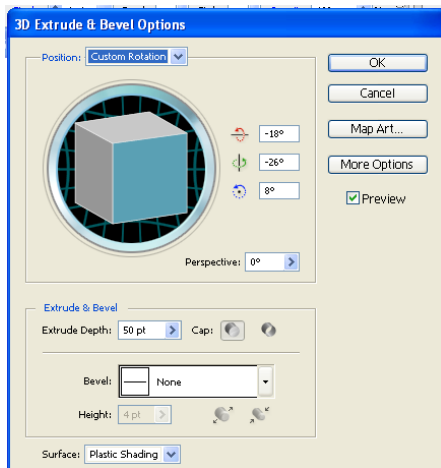 3D Extrude & Bevel Options
Position: Custom Rotation
OK
Cancel
Map Art...
More Options
Preview
-18°
-26°
8°
Perspective: 0°
Extrude & Bevel
Extrude Depth: 50 pt Cap:
Bevel: None
Height: 4 pt
Surface: Plastic Shading